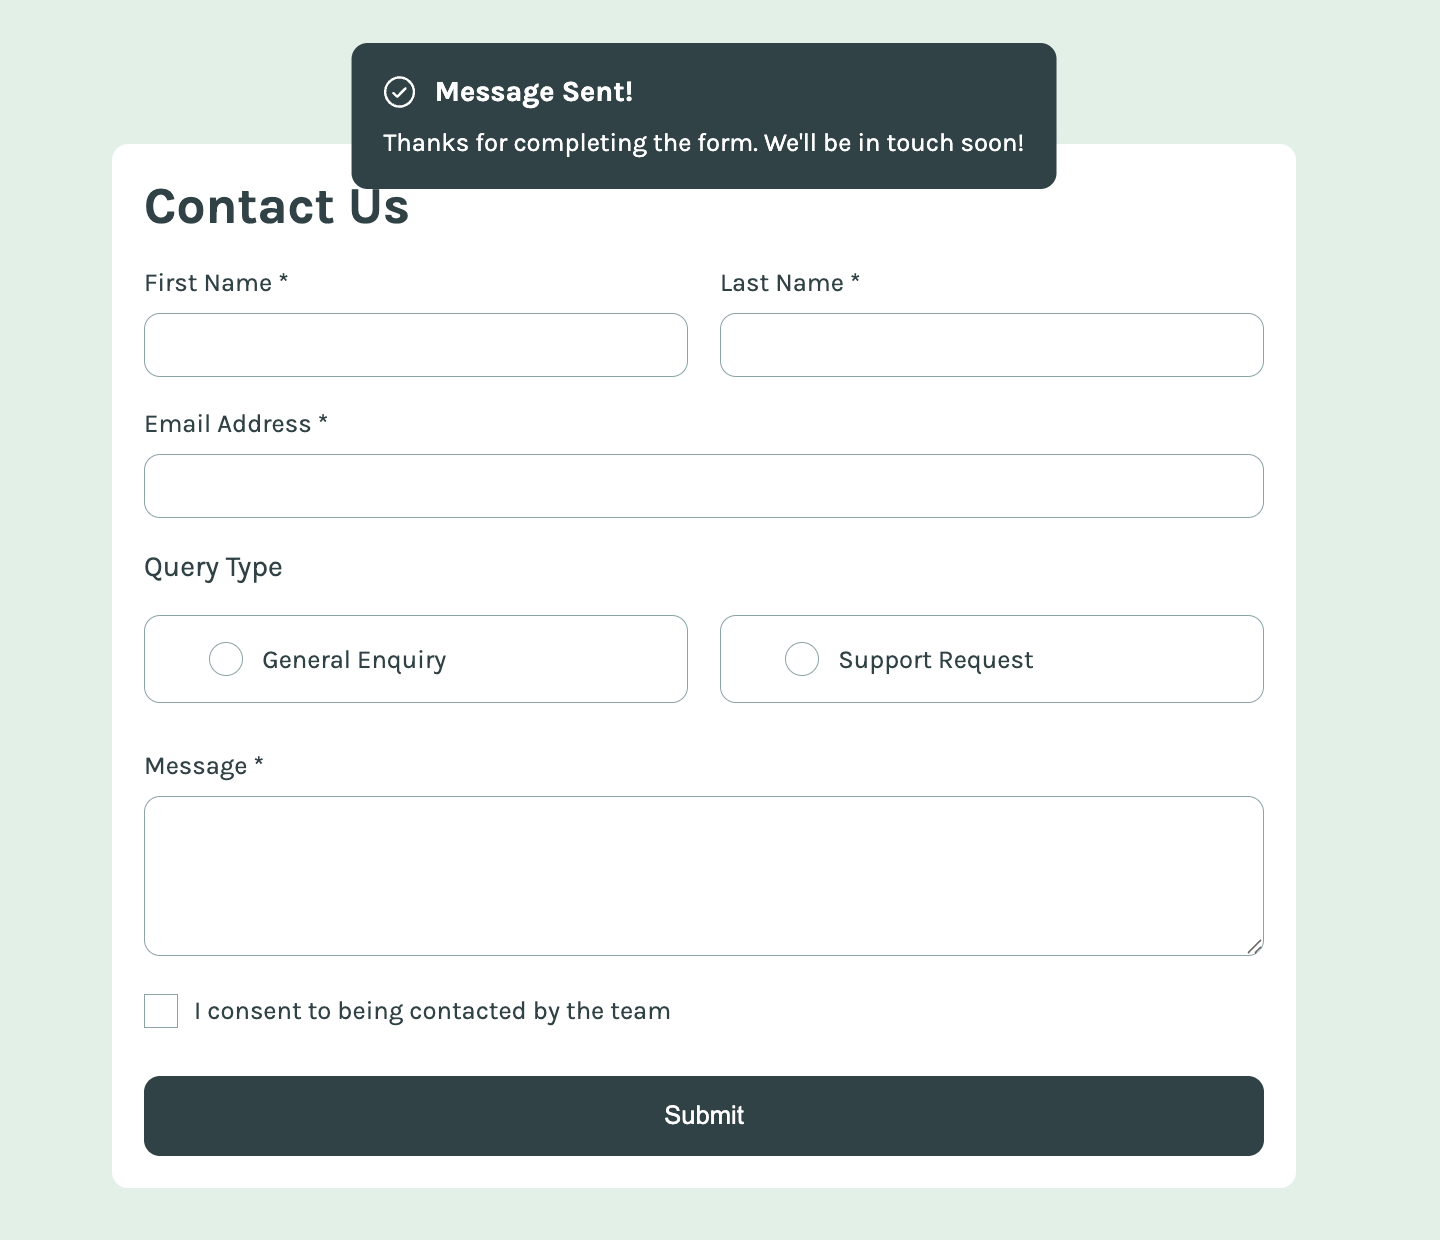 Message Sent!
Thanks for completing the form. We'll be in touch soon!
Contact Us
First Name *
Last Name *
Email Address *
Query Type
General Enquiry
Support Request
Message *
I consent to being contacted by the team
Submit